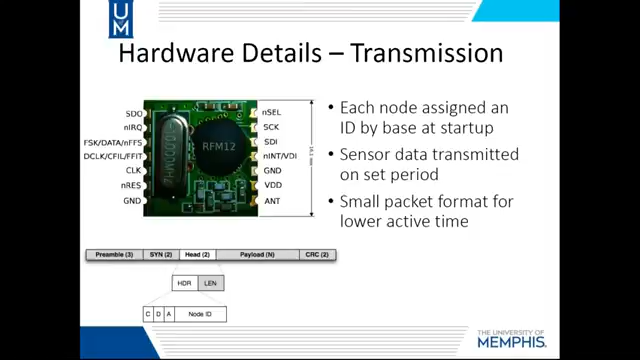 U
M
Hardware Details – Transmission
SDO
nIRQ
FSK/DATA/nFFS
DCLK/CFIL/FFIT
CLK
nRES
GND
RFM12
nSEL
SCK
SDI
nINT/VDI
GND
VDD
ANT
• Each node assigned an
ID by base at startup
• Sensor data transmitted
on set period
• Small packet format for
lower active time
Preamble (3) SYN (2) Head (2) Payload (N) CRC (2)
HDR LEN
C D A Node ID
THE UNIVERSITY OF
MEMPHIS.